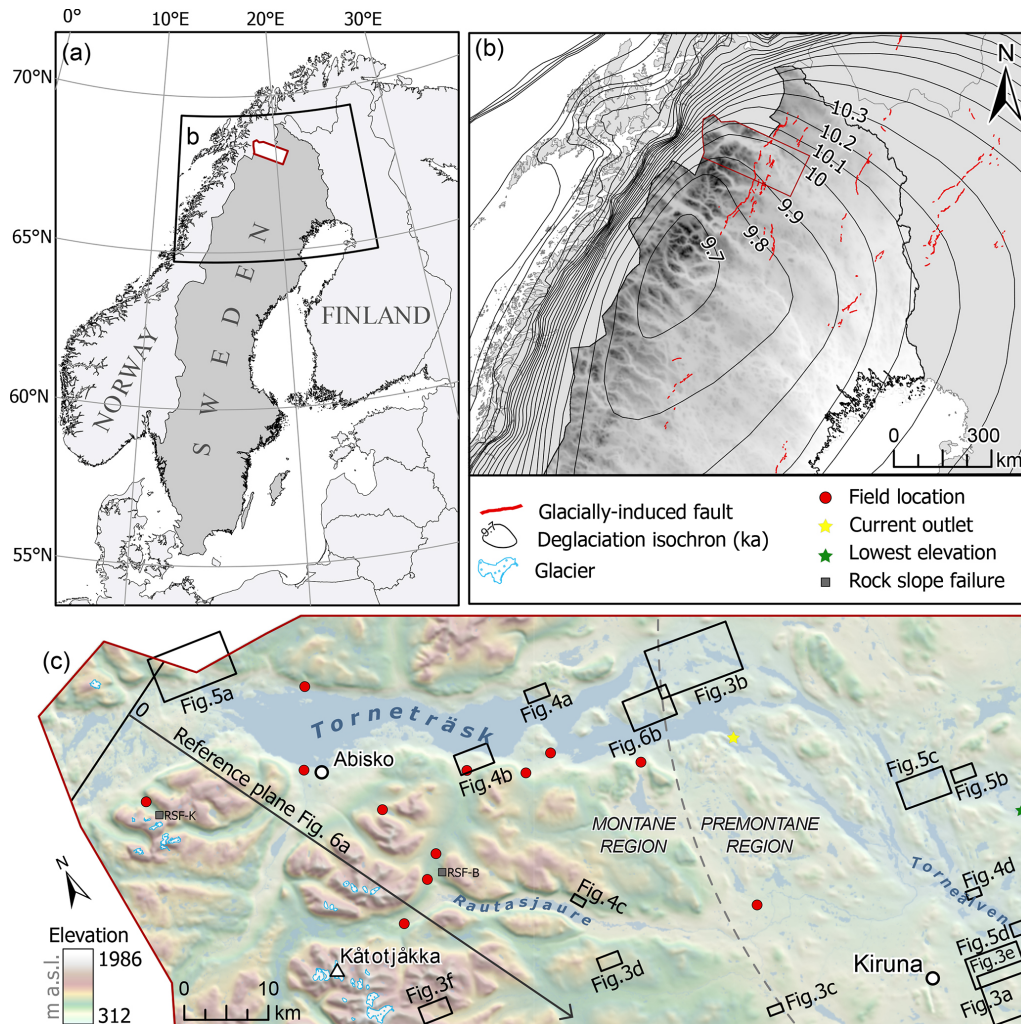 0°
10°E
20°E
30°E
(a)
70°N
65°N
60°N
55°N
b
SWEDEN
NORWAY
FINLAND
(b)
N
10.3
10.2
10.1
10
9.9
9.8
9.7
0 300
km
Glacially-induced fault
9.7
Deglaciation isochron (ka)
Glacier
Field location
Current outlet
Lowest elevation
Rock slope failure
(c)
Fig.5a
0
Reference plane Fig. 6a
Torneträsk
Abisko
Fig.4a
Fig.4b
Fig.6b
Fig.3b
Fig.5c
Fig.5b
RSF-K
RSF-B
MONTANE
REGION
PREMONTANE
REGION
Rautasjaure
Fig.4c
Torneälven
Fig.4d
Fig.5d
Fig.3e
Fig.3a
Fig.3d
Fig.3c
Fig.3f
Kåtotjåkka
Kiruna
N
Elevation
m a.s.l.
1986
312
0 10
km